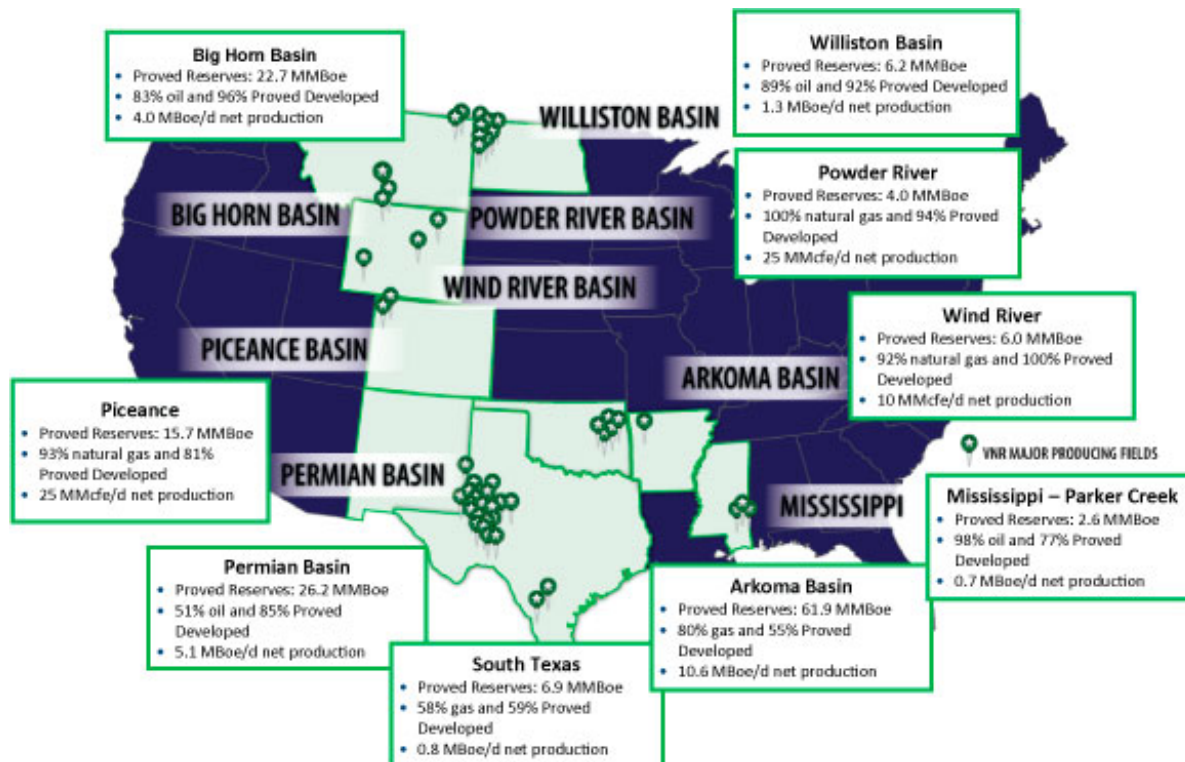 Big Horn Basin
• Proved Reserves: 22.7 MMBoe
• 83% oil and 96% Proved Developed
• 4.0 MBoe/d net production
Williston Basin
• Proved Reserves: 6.2 MMBoe
• 89% oil and 92% Proved Developed
• 1.3 MBoe/d net production
WILLISTON BASIN
Powder River
• Proved Reserves: 4.0 MMBoe
• 100% natural gas and 94% Proved
Developed
• 25 MMcfe/d net production
BIG HORN BASIN
POWDER RIVER BASIN
WIND RIVER BASIN
Wind River
• Proved Reserves: 6.0 MMBoe
• 92% natural gas and 100% Proved
Developed
• 10 MMcfe/d net production
PICEANCE BASIN
ARKOMA BASIN
Piceance
• Proved Reserves: 15.7 MMBoe
• 93% natural gas and 81%
Proved Developed
• 25 MMcfe/d net production
VNR MAJOR PRODUCING FIELDS
PERMIAN BASIN
MISSISSIPPI
Mississippi – Parker Creek
• Proved Reserves: 2.6 MMBoe
• 98% oil and 77% Proved
Developed
• 0.7 MBoe/d net production
Permian Basin
• Proved Reserves: 26.2 MMBoe
• 51% oil and 85% Proved
Developed
• 5.1 MBoe/d net production
Arkoma Basin
• Proved Reserves: 61.9 MMBoe
• 80% gas and 55% Proved
Developed
• 10.6 MBoe/d net production
South Texas
• Proved Reserves: 6.9 MMBoe
• 58% gas and 59% Proved
Developed
• 0.8 MBoe/d net production